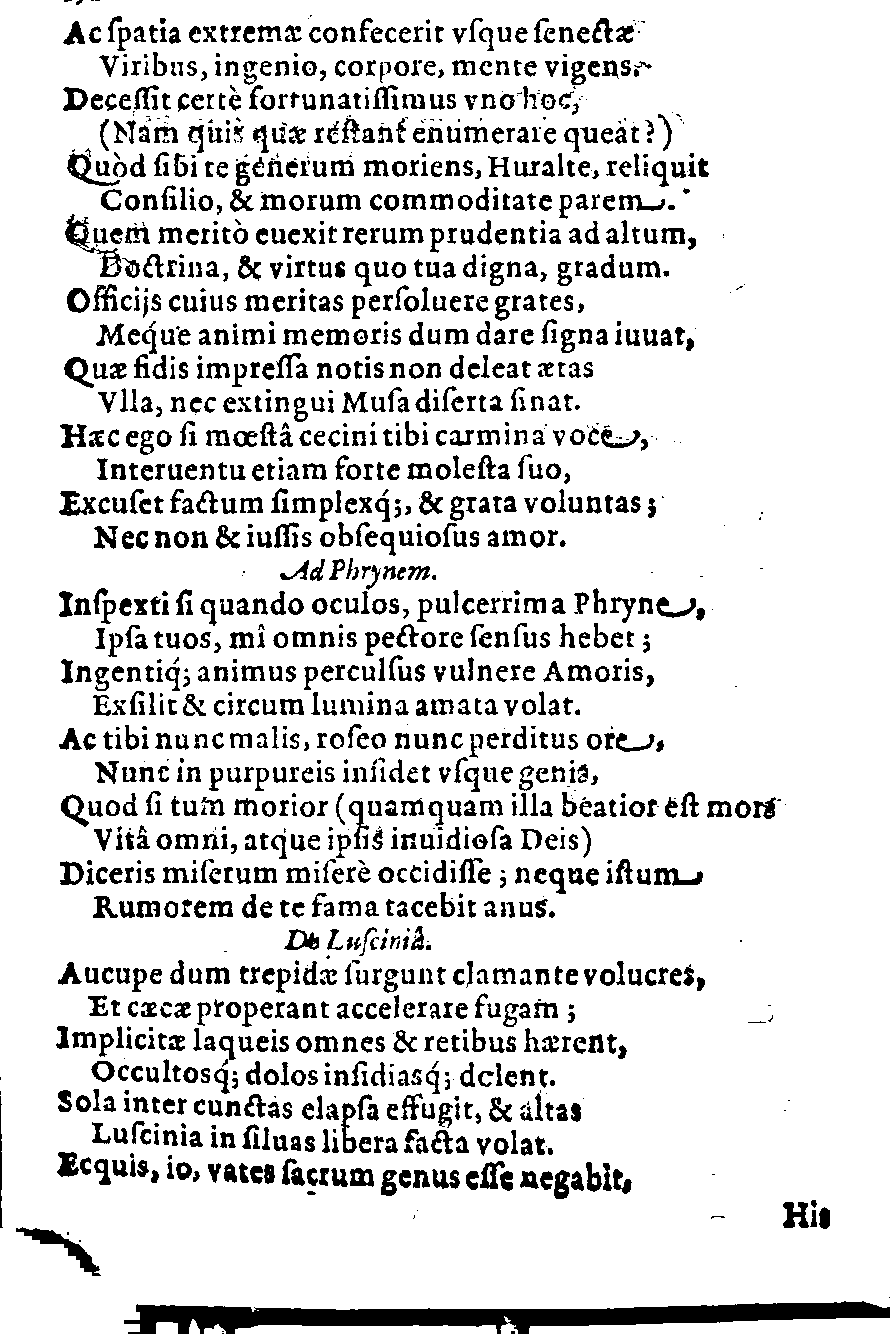 Ac ſpatia extremæ confecerit vſque ſenectæ
Viribus, ingenio, corpore, mente vigens.
Deceſſit certè fortunatiſſimus vno hoc,
(Nam quis quæ reſtant enumerare queat?)
Quòd ſibi te generum moriens, Huralte, reliquit
Conſilio, & morum commoditate parem.
Quem meritò euexit rerum prudentia ad altum,
Doctrina, & virtus quo tua digna, gradum.
Officijs cuius meritas perſoluere grates,
Meque animi memoris dum dare ſigna iuuat,
Quæ fidis impreſſa notis non deleat ætas
Vlla, nec extingui Muſa diſerta ſinat.
Hæc ego ſi mœſtâ cecini tibi carmina voce,
Interuentu etiam forte moleſta ſuo,
Excuſet factum ſimplexq́;, & grata voluntas;
Nec non & iuſſis obſequioſus amor.
Ad Phrynem.
Inſpexti ſi quando oculos, pulcerrima Phryne,
Ipſa tuos, mî omnis pectore ſenſus hebet;
Ingentiq́; animus perculſus vulnere Amoris,
Exſilit & circum lumina amata volat.
Ac tibi nunc malis, roſeo nunc perditus ore,
Nunc in purpureis inſidet vſque genis,
Quod ſi tum morior (quamquam illa beatior eſt mors
Vitâ omni, atque ipſis inuidioſa Deis)
Diceris miſerum miſerè occidiſſe; neque iſtum
Rumorem de te fama tacebit anus.
De Luſciniâ.
Aucupe dum trepidæ ſurgunt clamante volucres,
Et cæcæ properant accelerare fugam;
Implicitæ laqueis omnes & retibus hærent,
Occultosq́; dolos inſidiasq́; dolent.
Sola inter cunctas elapſa effugit, & altas
Luſcinia in ſiluas libera facta volat.
Ecquis, io, vates ſacrum genus eſſe negabit,
His